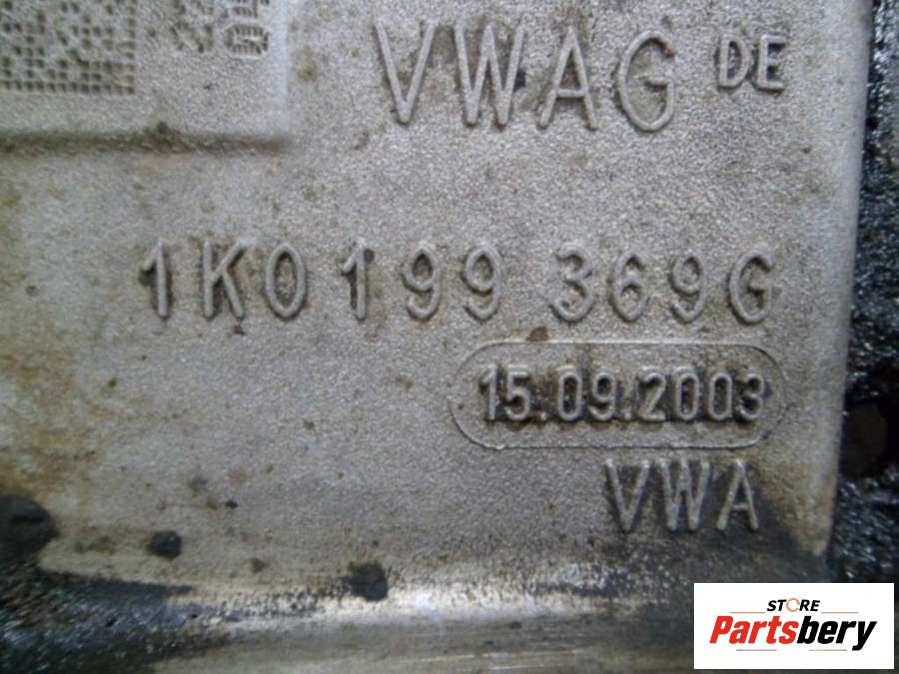 VWAG DE
1K0 199 369G
15.09.2003
VWA
STORE
Partsbery